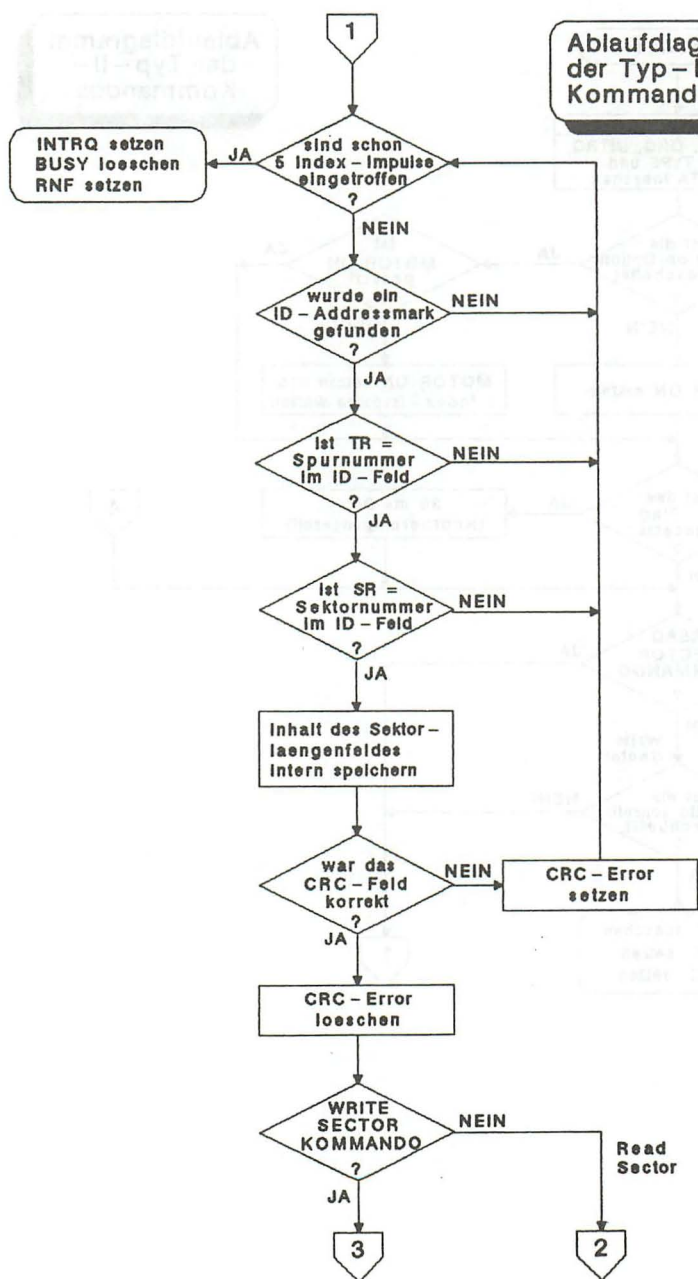 1
Ablaufdiag
der Typ – I
Kommand
sind schon
5 Index – Impulse
eingetroffen
?
JA
INTRQ setzen
BUSY loeschen
RNF setzen
NEIN
wurde ein
ID – Addressmark
gefunden
?
NEIN
JA
ist TR =
Spurnummer
im ID – Feld
?
NEIN
JA
ist SR =
Sektornummer
im ID – Feld
?
NEIN
JA
Inhalt des Sektor –
laengenfeldes
intern speichern
war das
CRC – Feld
korrekt
?
NEIN
CRC – Error
setzen
JA
CRC – Error
loeschen
WRITE
SECTOR
KOMMANDO
?
NEIN
Read
Sector
JA
3
2